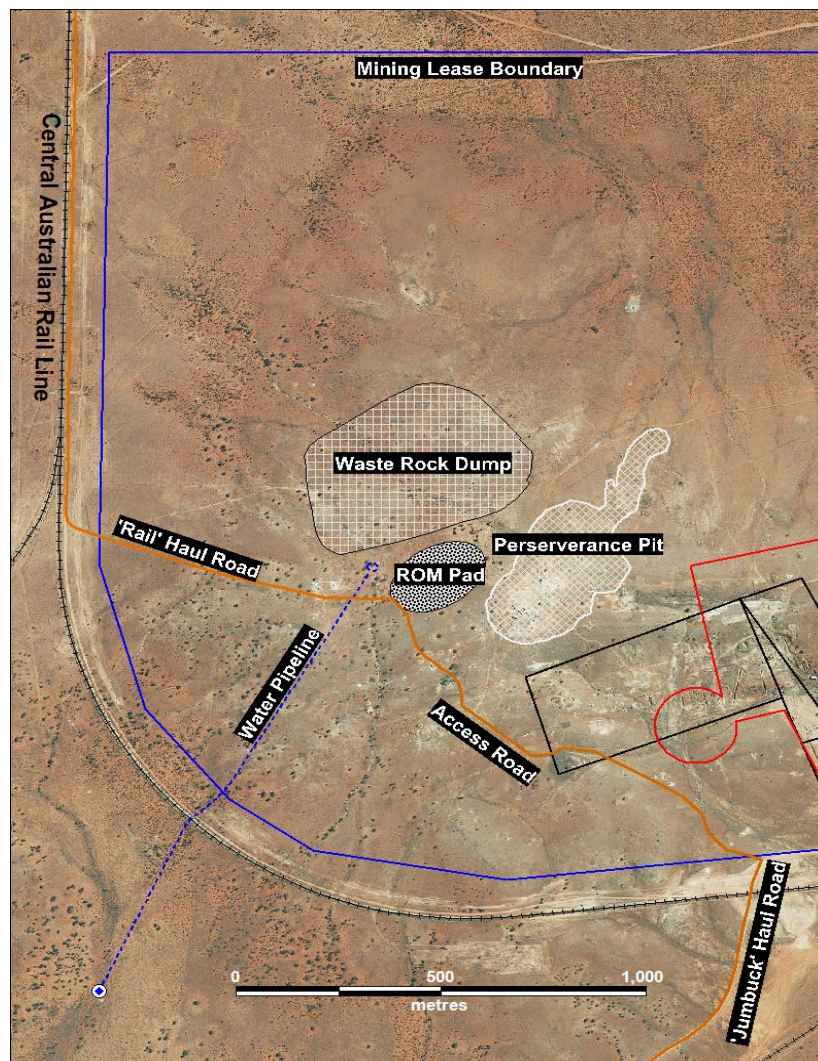 Mining Lease Boundary
Central Australian Rail Line
Waste Rock Dump
'Rail' Haul Road
Perserverance Pit
ROM Pad
Water Pipeline
Access Road
'Jumbuck' Haul Road
0 500 1,000
metres